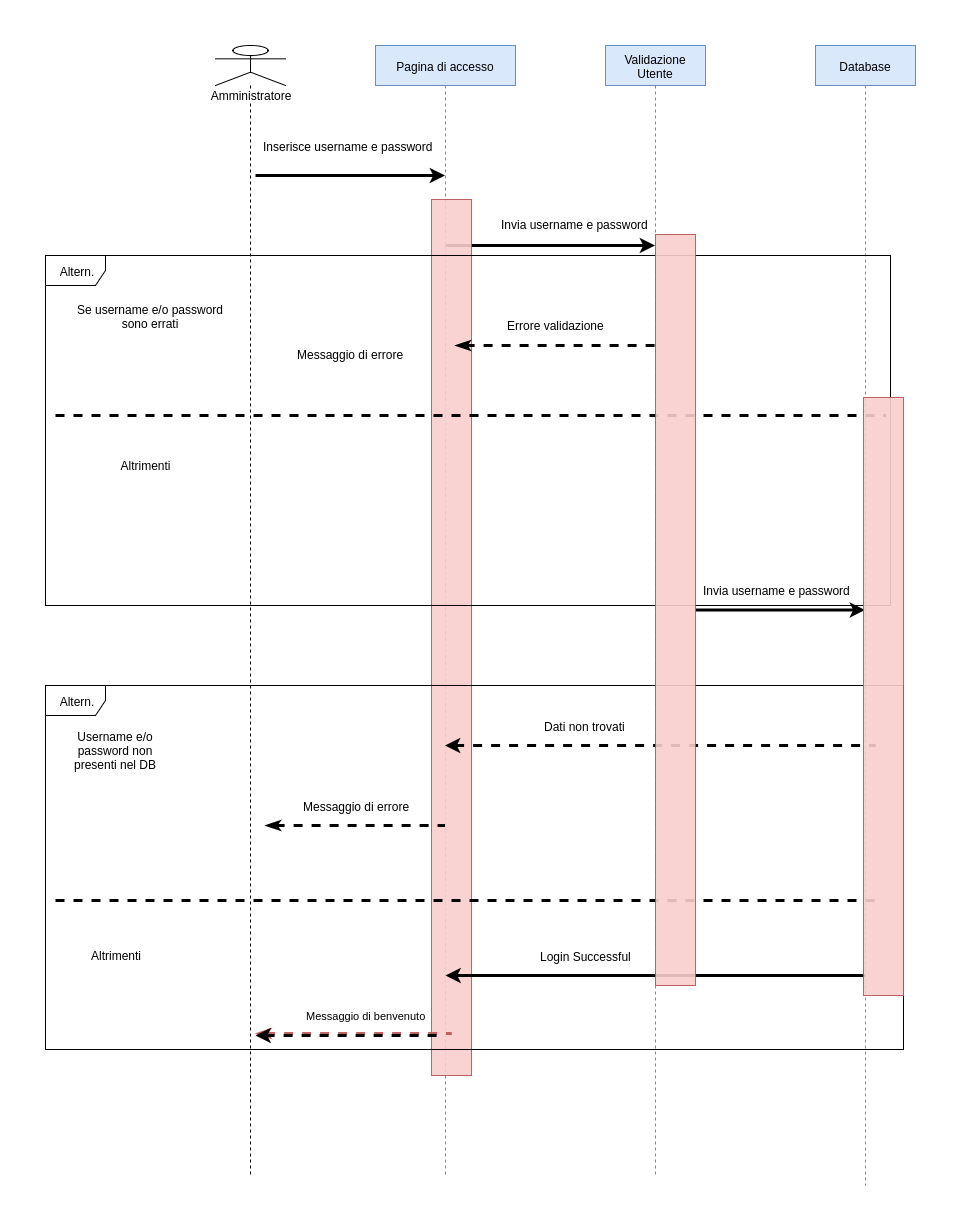 Amministratore
Pagina di accesso
Validazione
Utente
Database
Inserisce username e password
Invia username e password
Altern.
Se username e/o password
sono errati
Errore validazione
Messaggio di errore
Altrimenti
Invia username e password
Altern.
Username e/o
password non
presenti nel DB
Dati non trovati
Messaggio di errore
Altrimenti
Login Successful
Messaggio di benvenuto